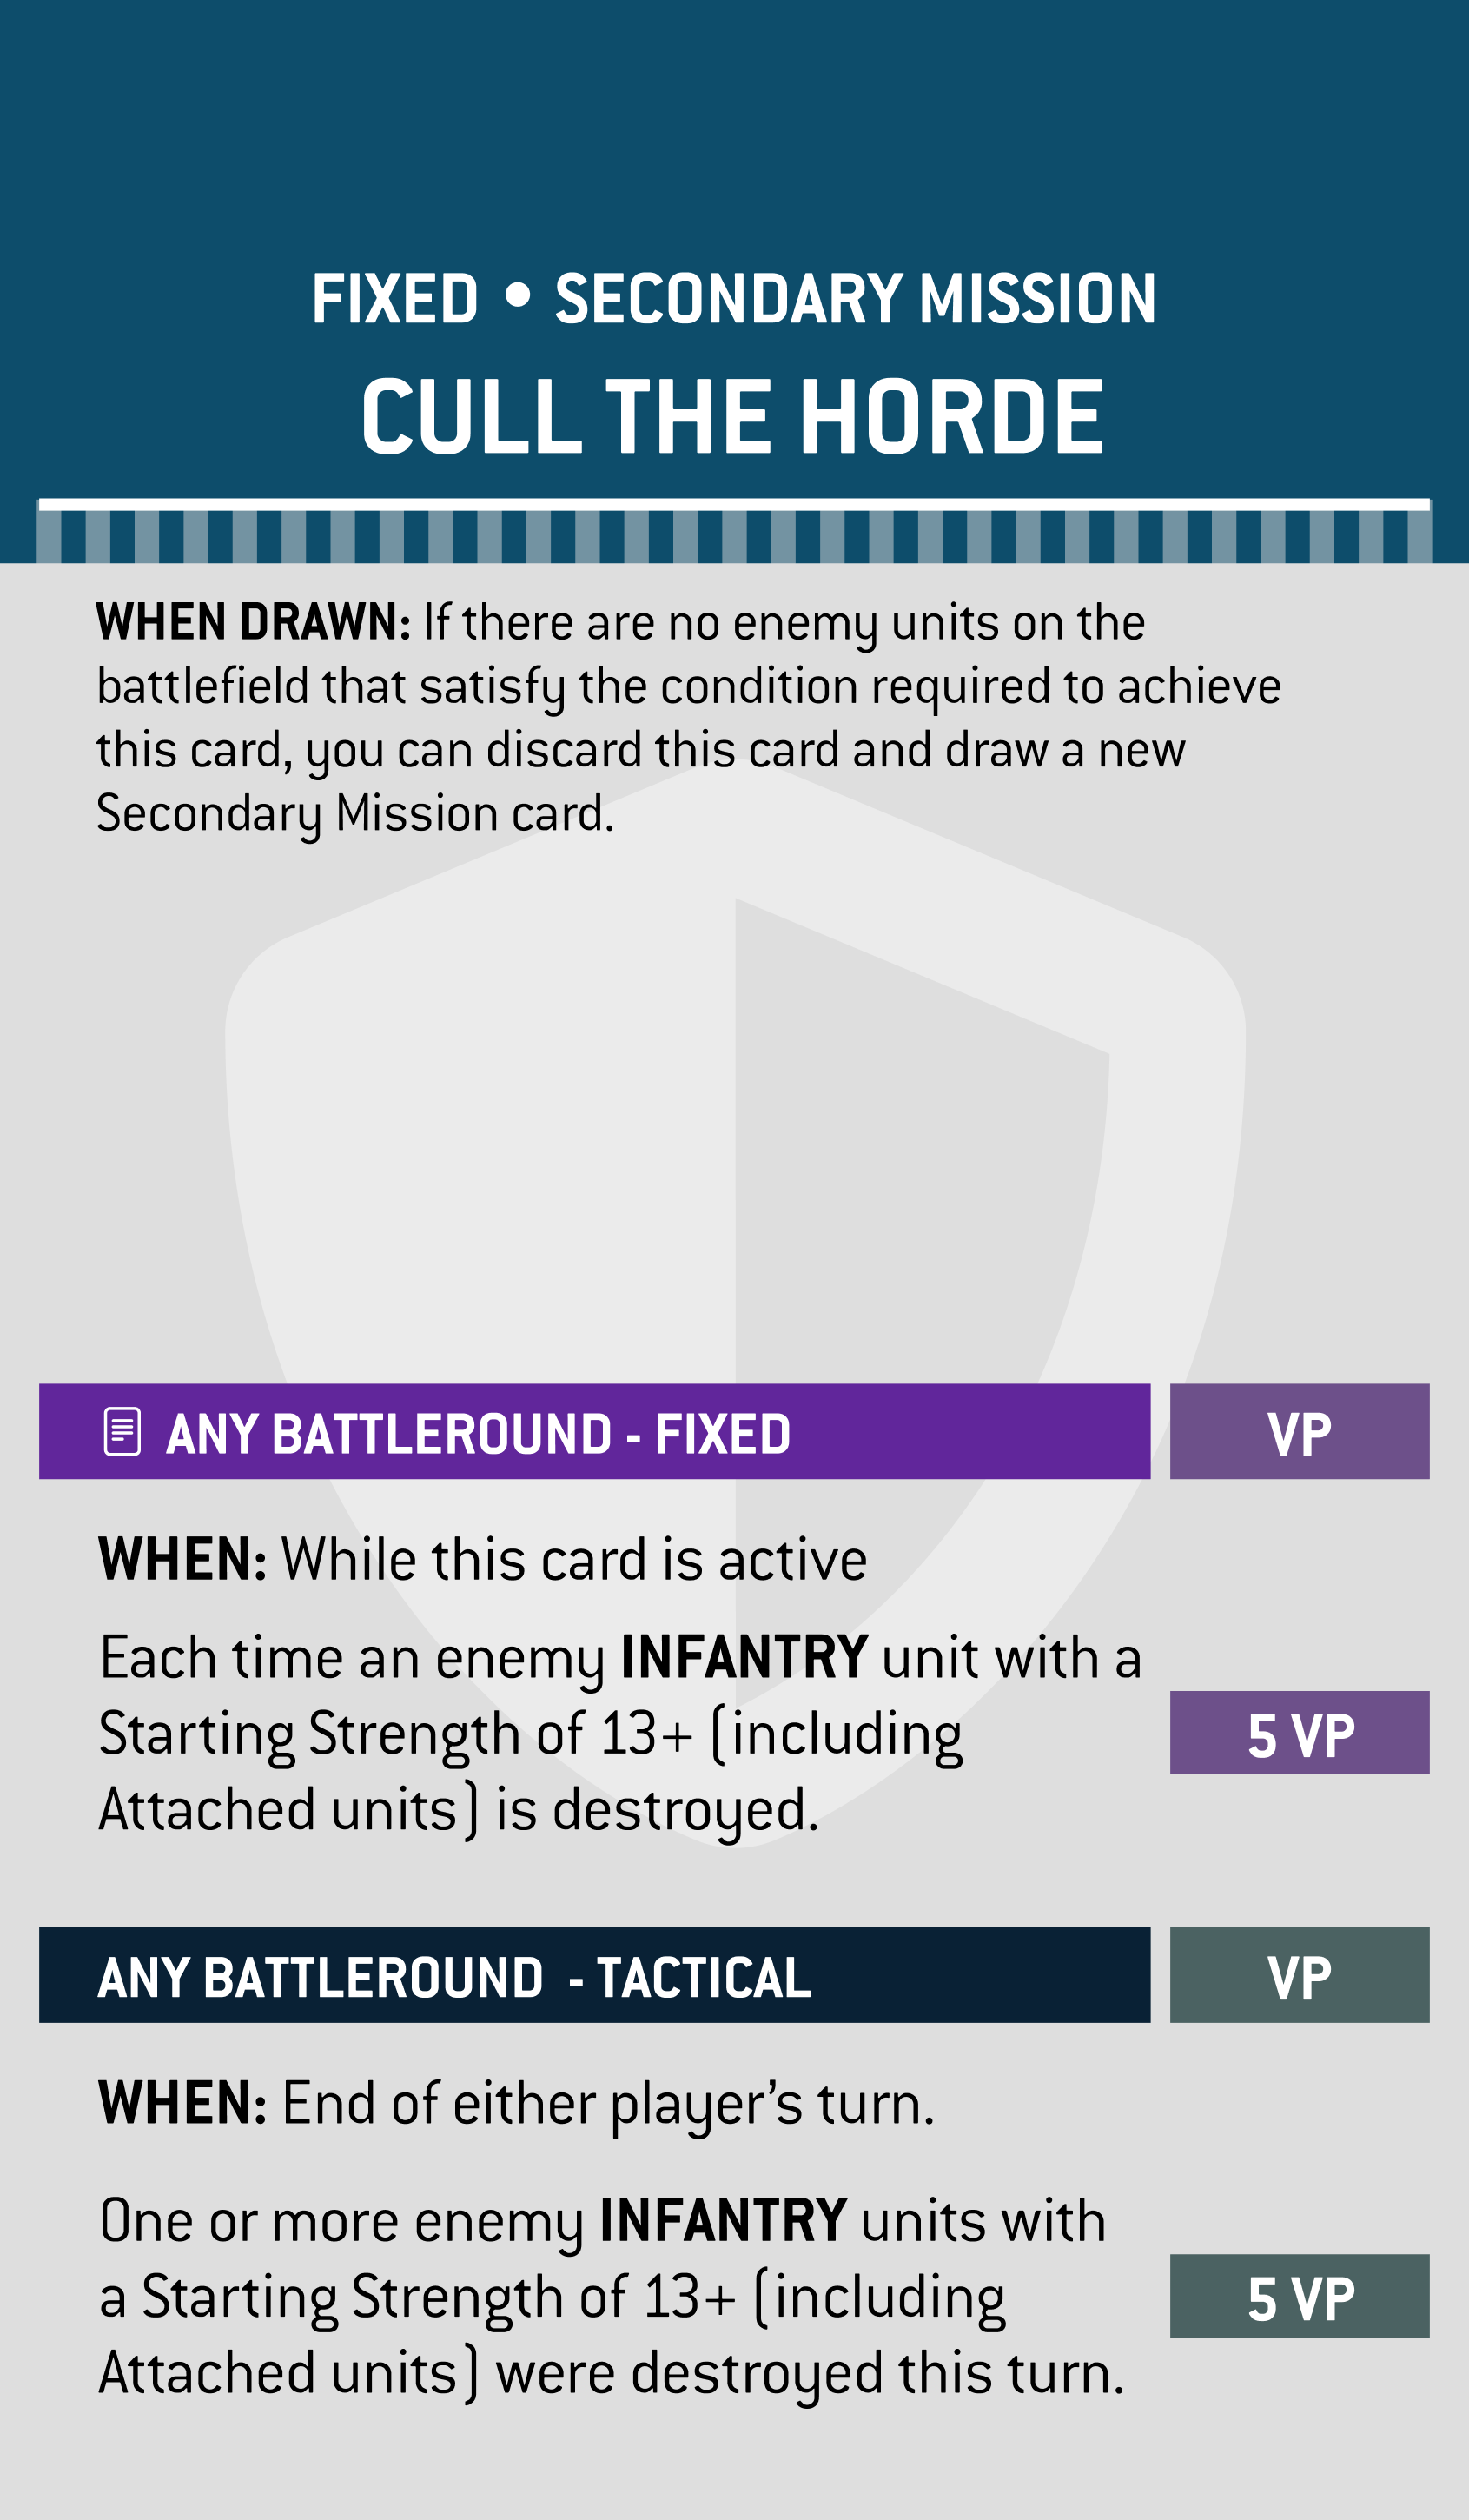 FIXED • SECONDARY MISSION
CULL THE HORDE
WHEN DRAWN: If there are no enemy units on the
battlefield that satisfy the condition required to achieve
this card, you can discard this card and draw a new
Secondary Mission card.
ANY BATTLEROUND - FIXED
VP
WHEN: While this card is active
Each time an enemy INFANTRY unit with a
Starting Strength of 13+ (including
Attached units) is destroyed.
5 VP
ANY BATTLEROUND - TACTICAL
VP
WHEN: End of either player’s turn.
One or more enemy INFANTRY units with
a Starting Strength of 13+ (including
Attached units) were destroyed this turn.
5 VP